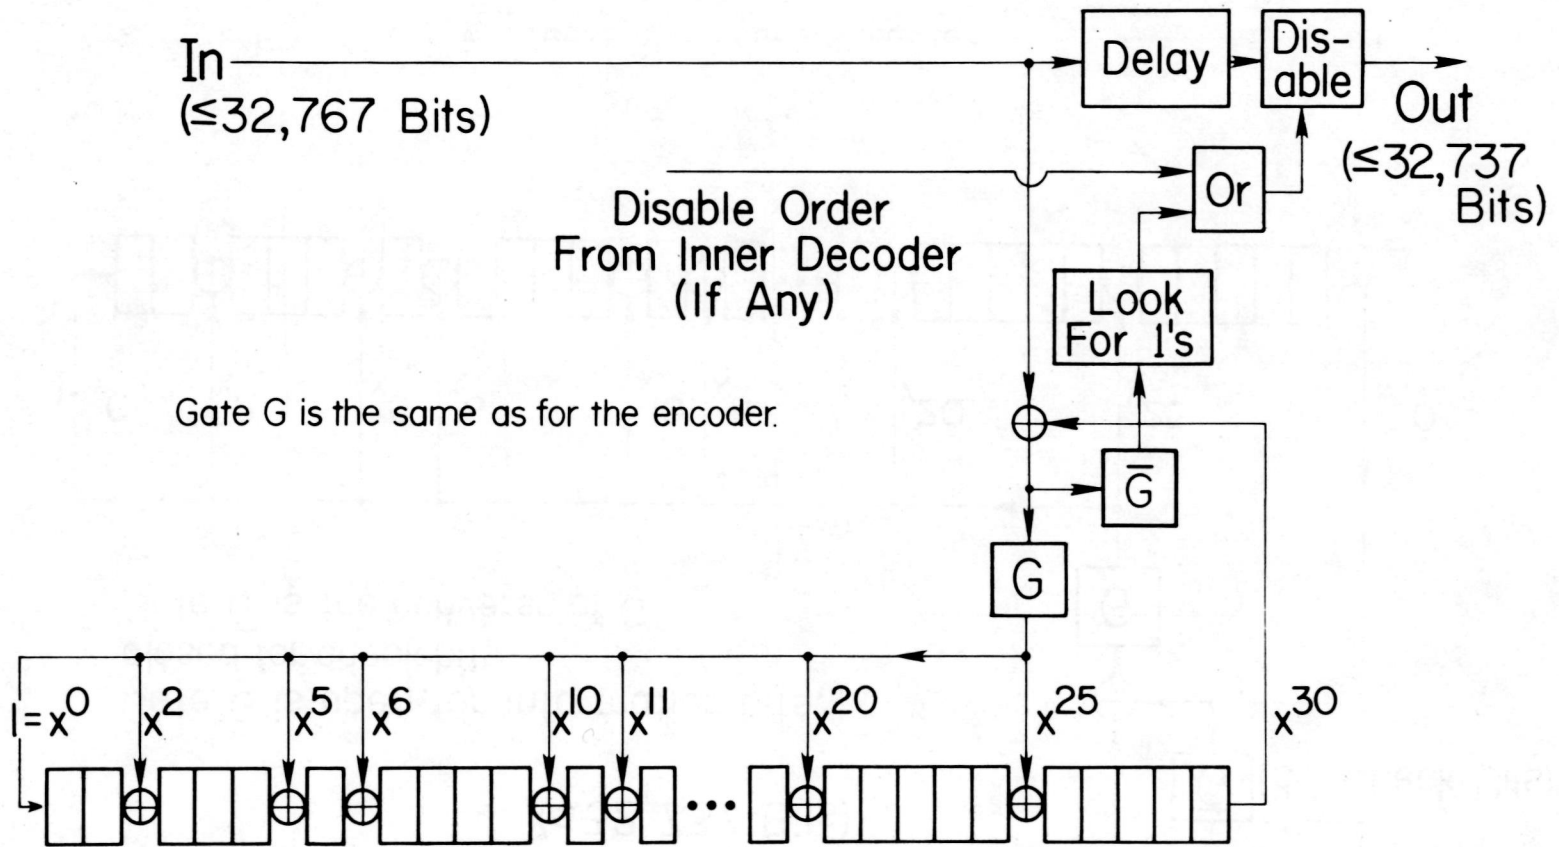 In
(≤32,767 Bits)
Delay
Dis-
able
Out
(≤32,737
Bits)
Or
Disable Order
From Inner Decoder
(If Any)
Look
For 1's
Gate G is the same as for the encoder.
G̅
G
1=x⁰
x²
x⁵
x⁶
x¹⁰
x¹¹
x²⁰
x²⁵
x³⁰
•••